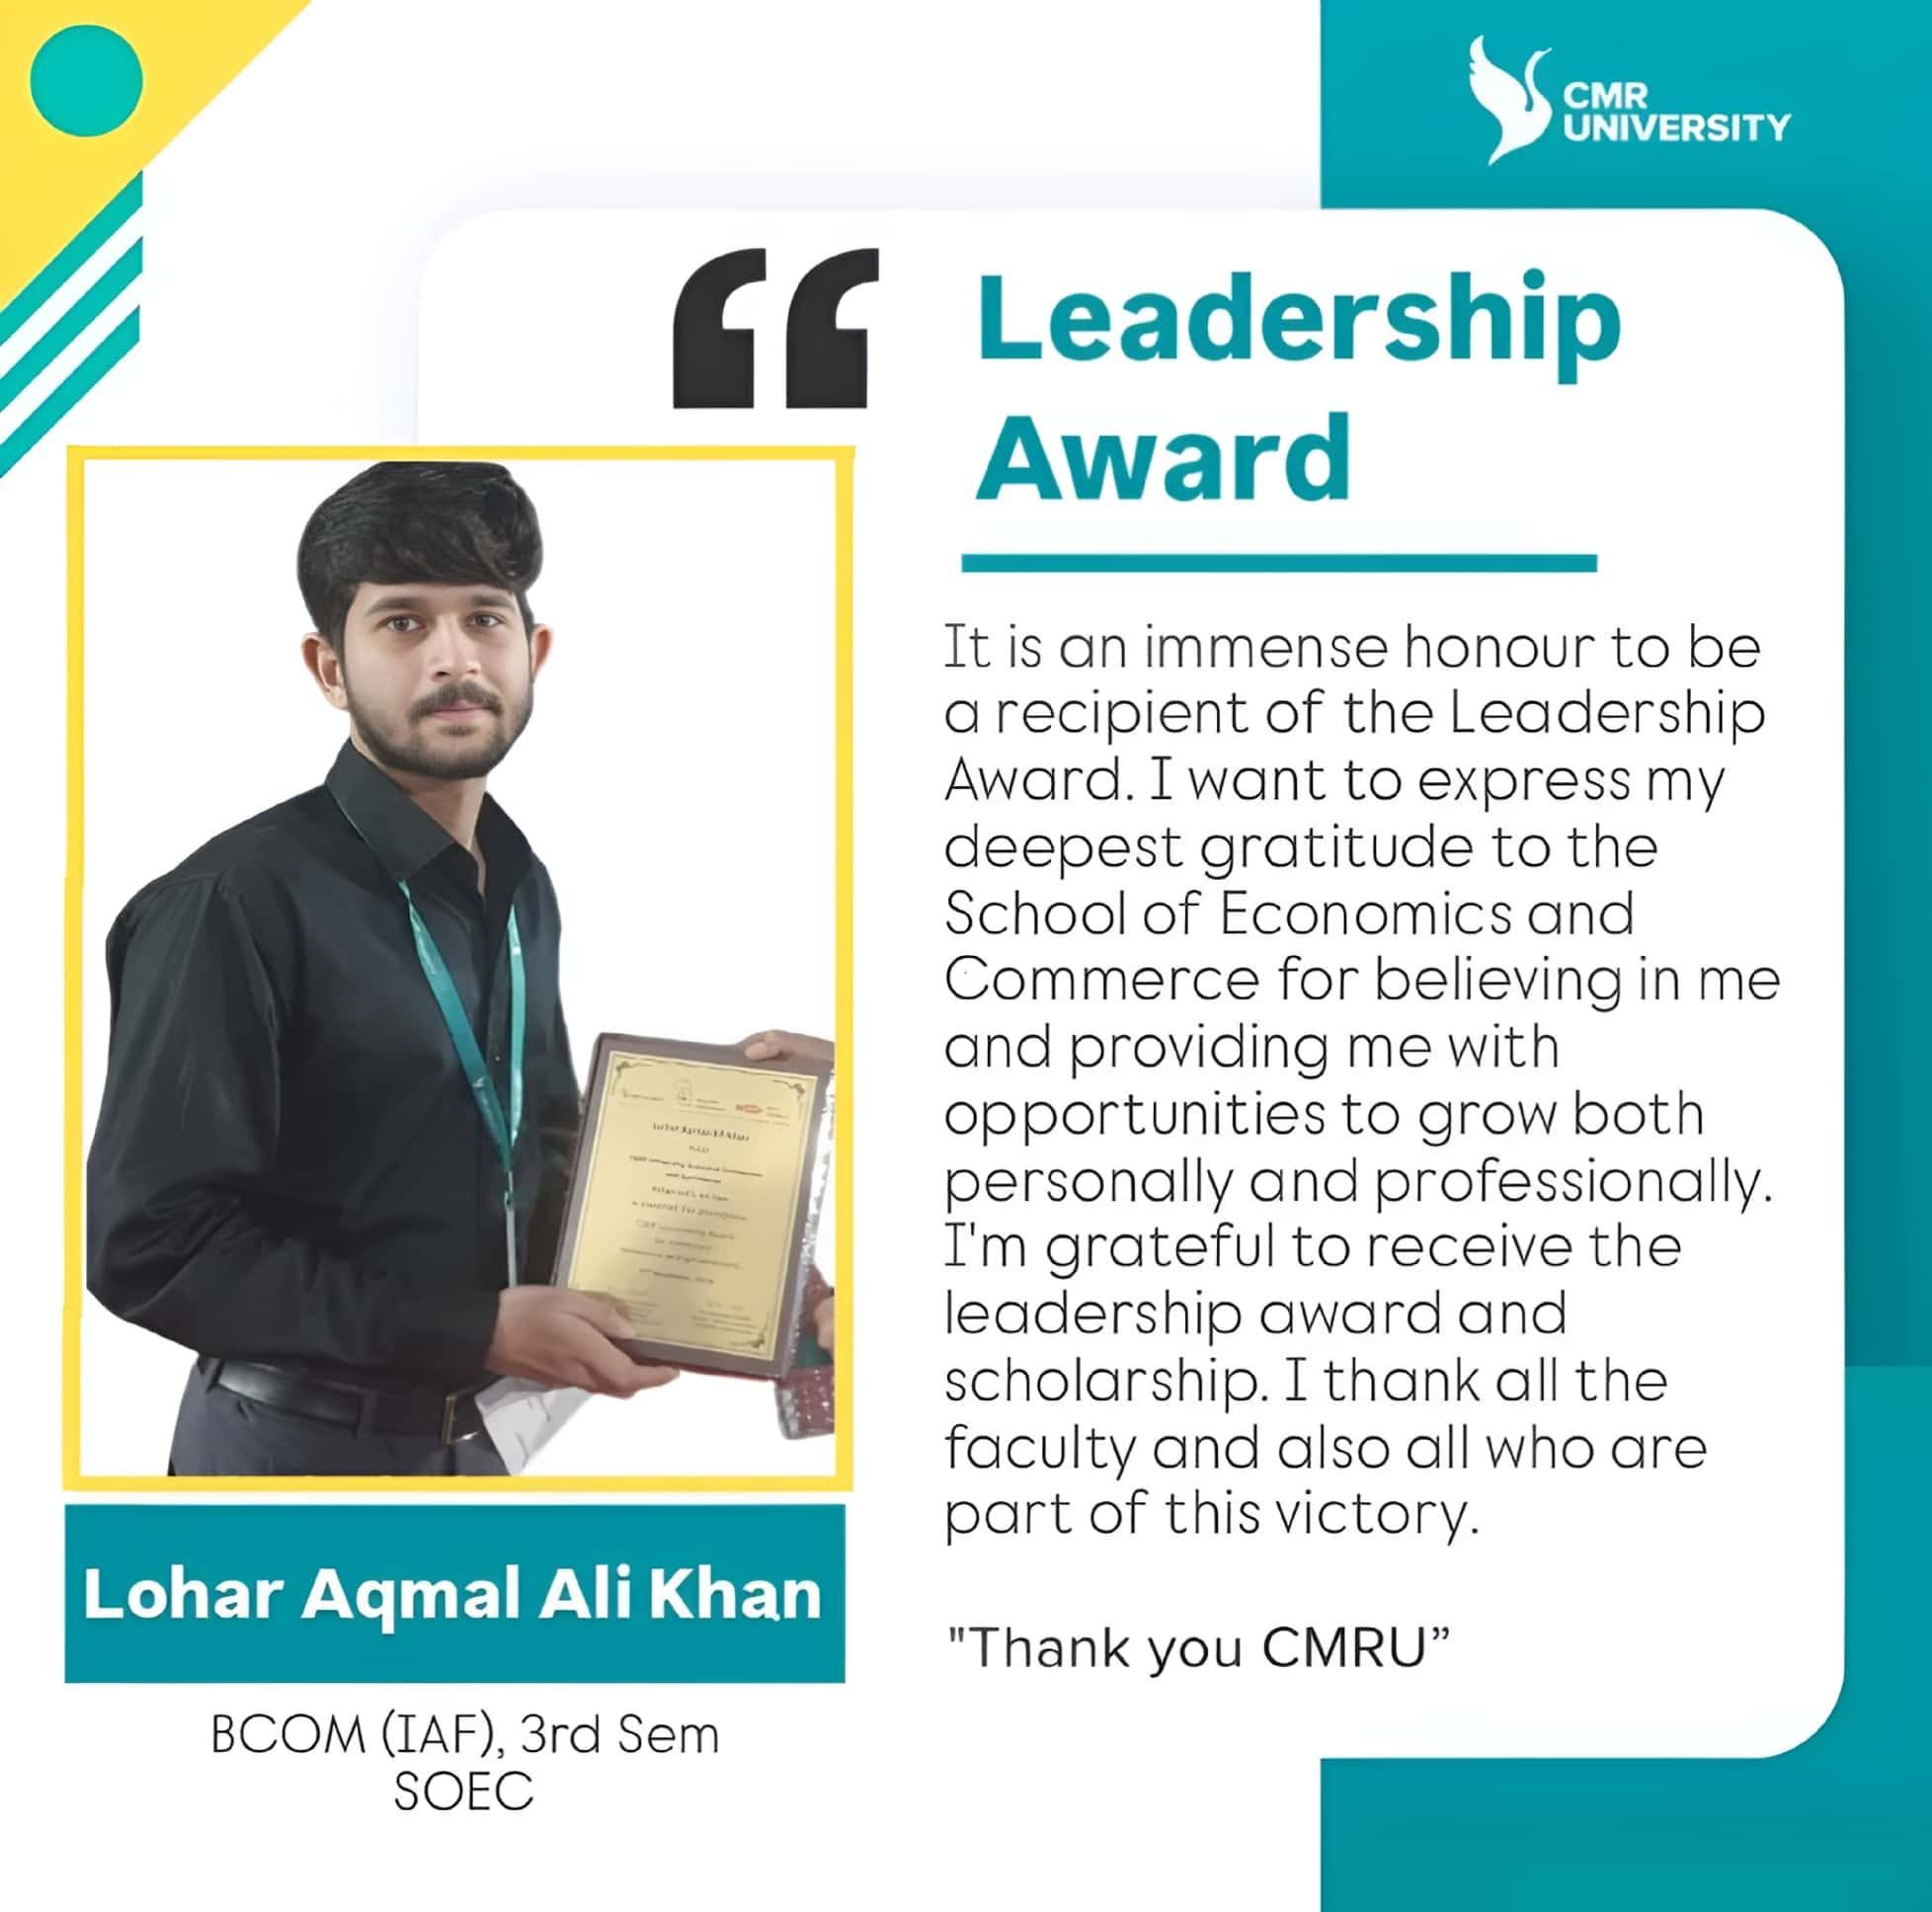 CMR
UNIVERSITY
Leadership
Award
It is an immense honour to be
a recipient of the Leadership
Award. I want to express my
deepest gratitude to the
School of Economics and
Commerce for believing in me
and providing me with
opportunities to grow both
personally and professionally.
I'm grateful to receive the
leadership award and
scholarship. I thank all the
faculty and also all who are
part of this victory.
"Thank you CMRU”
Lohar Aqmal Ali Khan
BCOM (IAF), 3rd Sem
SOEC